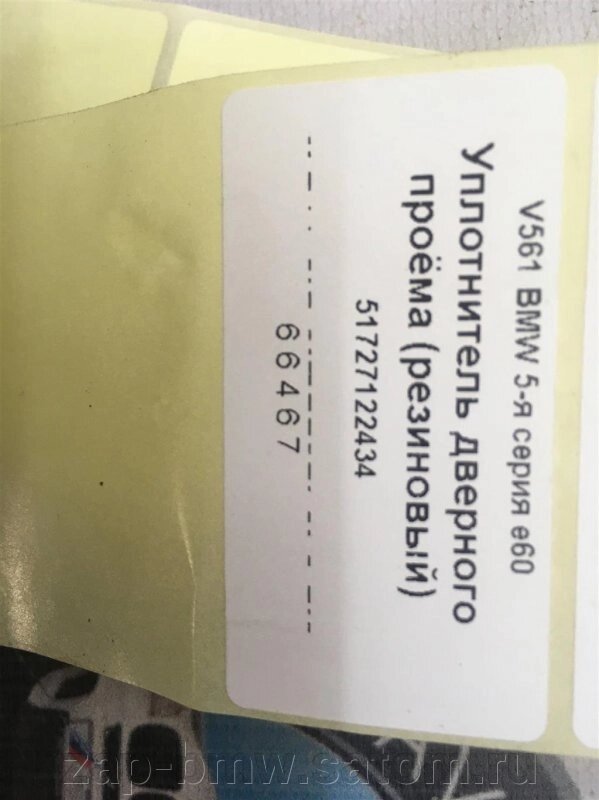 V561 BMW 5-я серия e60
Уплотнитель дверного
проёма (резиновый)
51727122434
66467
zap-bmw.satom.ru